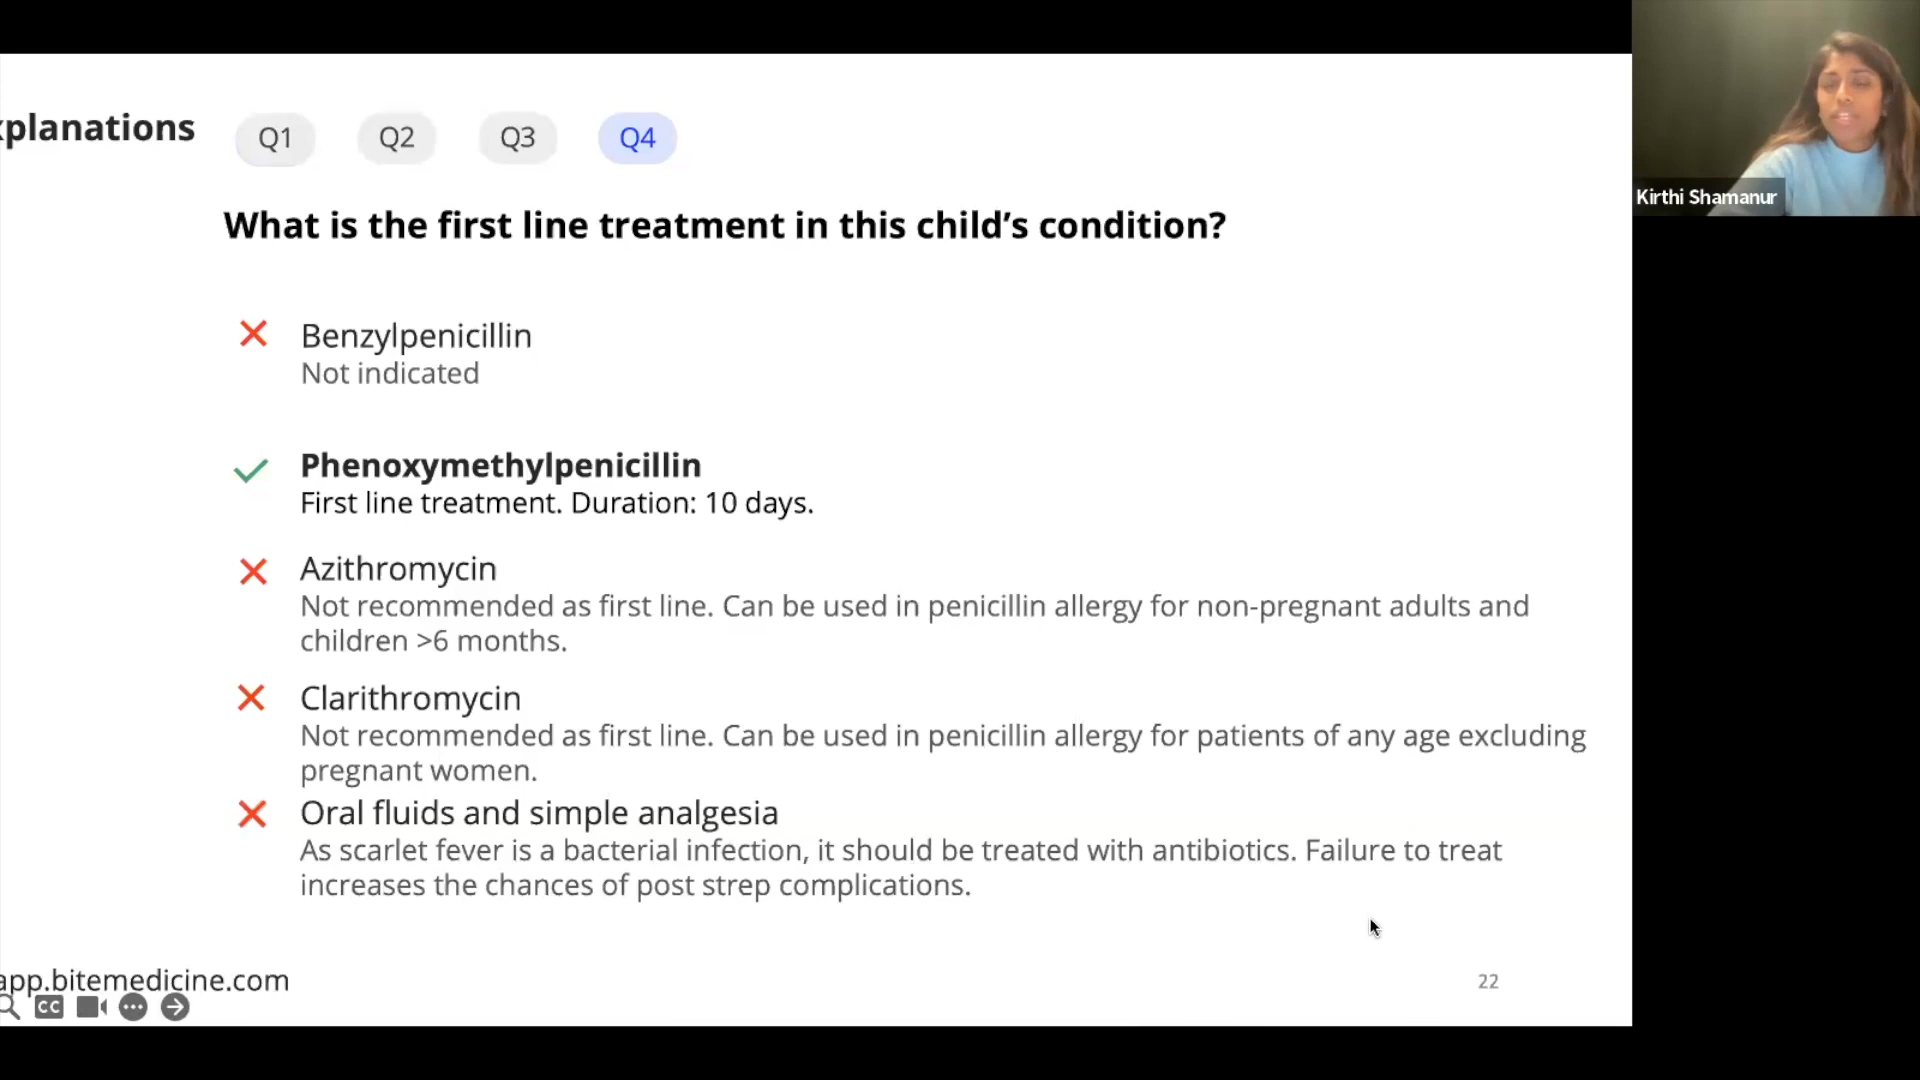 xplanations
Q1 Q2 Q3 Q4
Kirthi Shamanur
What is the first line treatment in this child's condition?
Benzylpenicillin
Not indicated
Phenoxymethylpenicillin
First line treatment. Duration: 10 days.
Azithromycin
Not recommended as first line. Can be used in penicillin allergy for non-pregnant adults and
children >6 months.
Clarithromycin
Not recommended as first line. Can be used in penicillin allergy for patients of any age excluding
pregnant women.
Oral fluids and simple analgesia
As scarlet fever is a bacterial infection, it should be treated with antibiotics. Failure to treat
increases the chances of post strep complications.
app.bitemedicine.com
22
CC